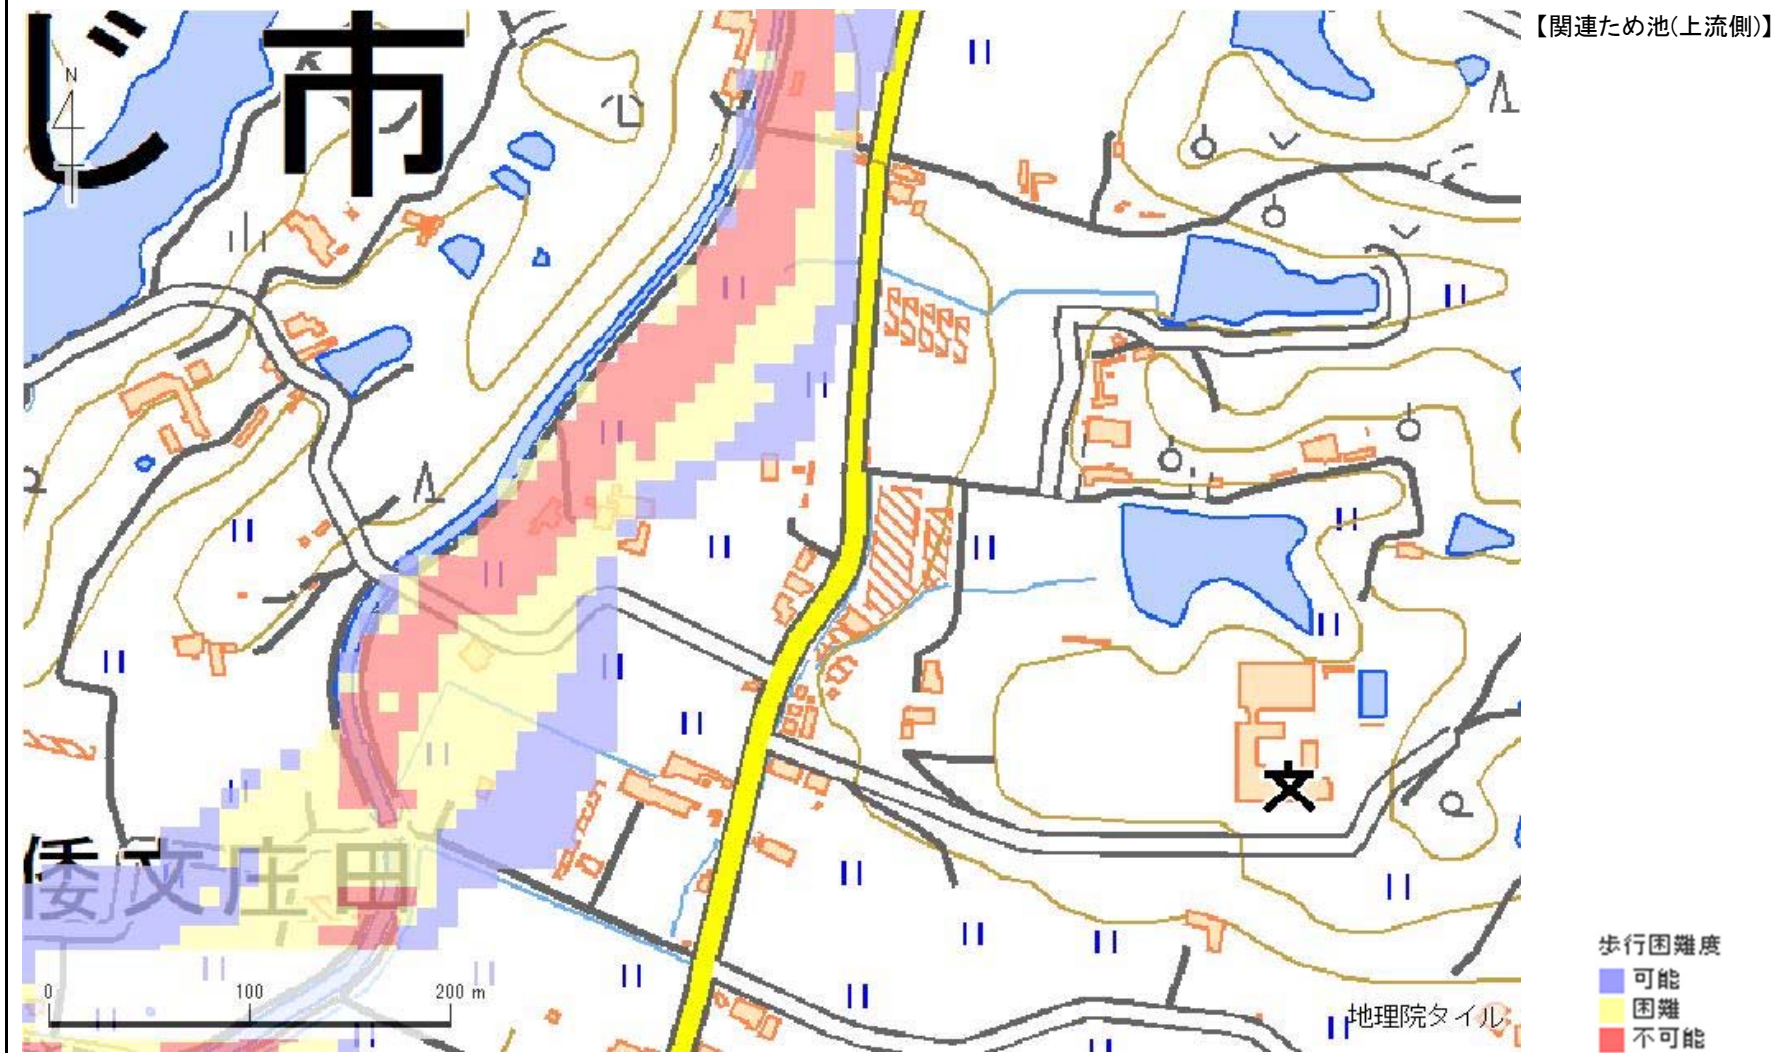 【関連ため池(上流側)】
じ市
N
文
倭文庄田
0 100 200 m
地理院タイル
歩行困難度
可能
困難
不可能